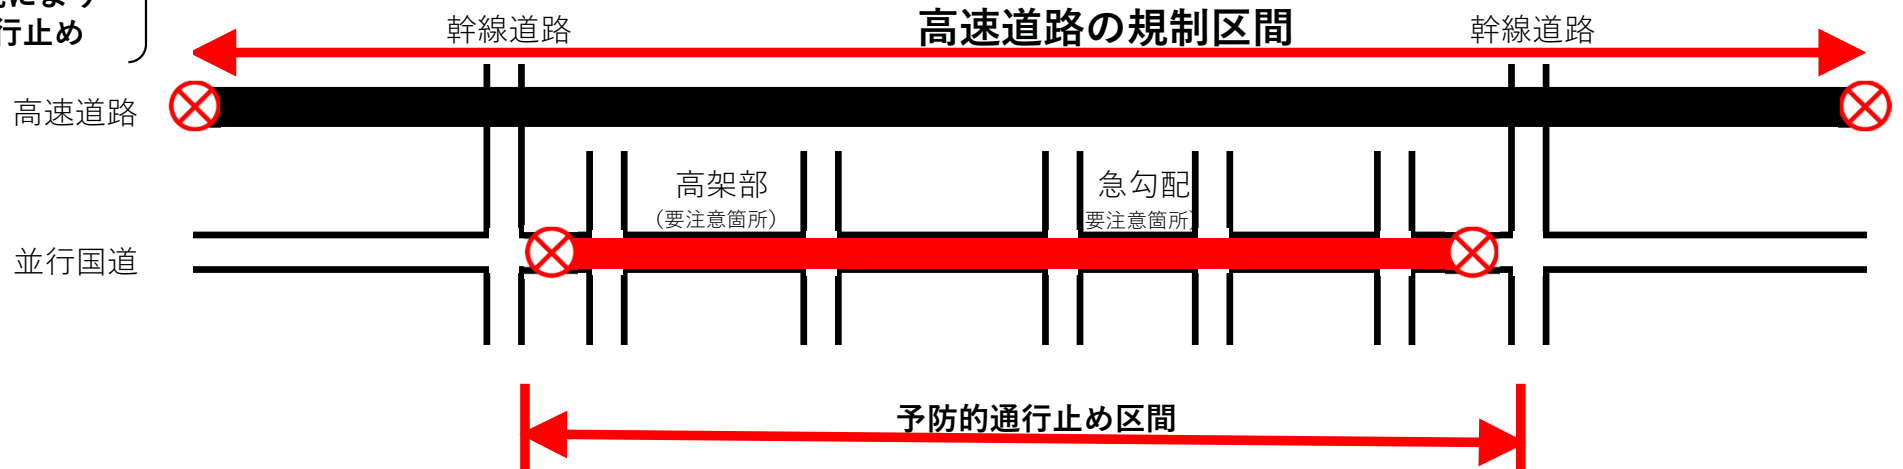 行止め
幹線道路
高速道路の規制区間
幹線道路
高速道路
高架部
（要注意箇所）
急勾配
要注意箇所）
並行国道
予防的通行止め区間